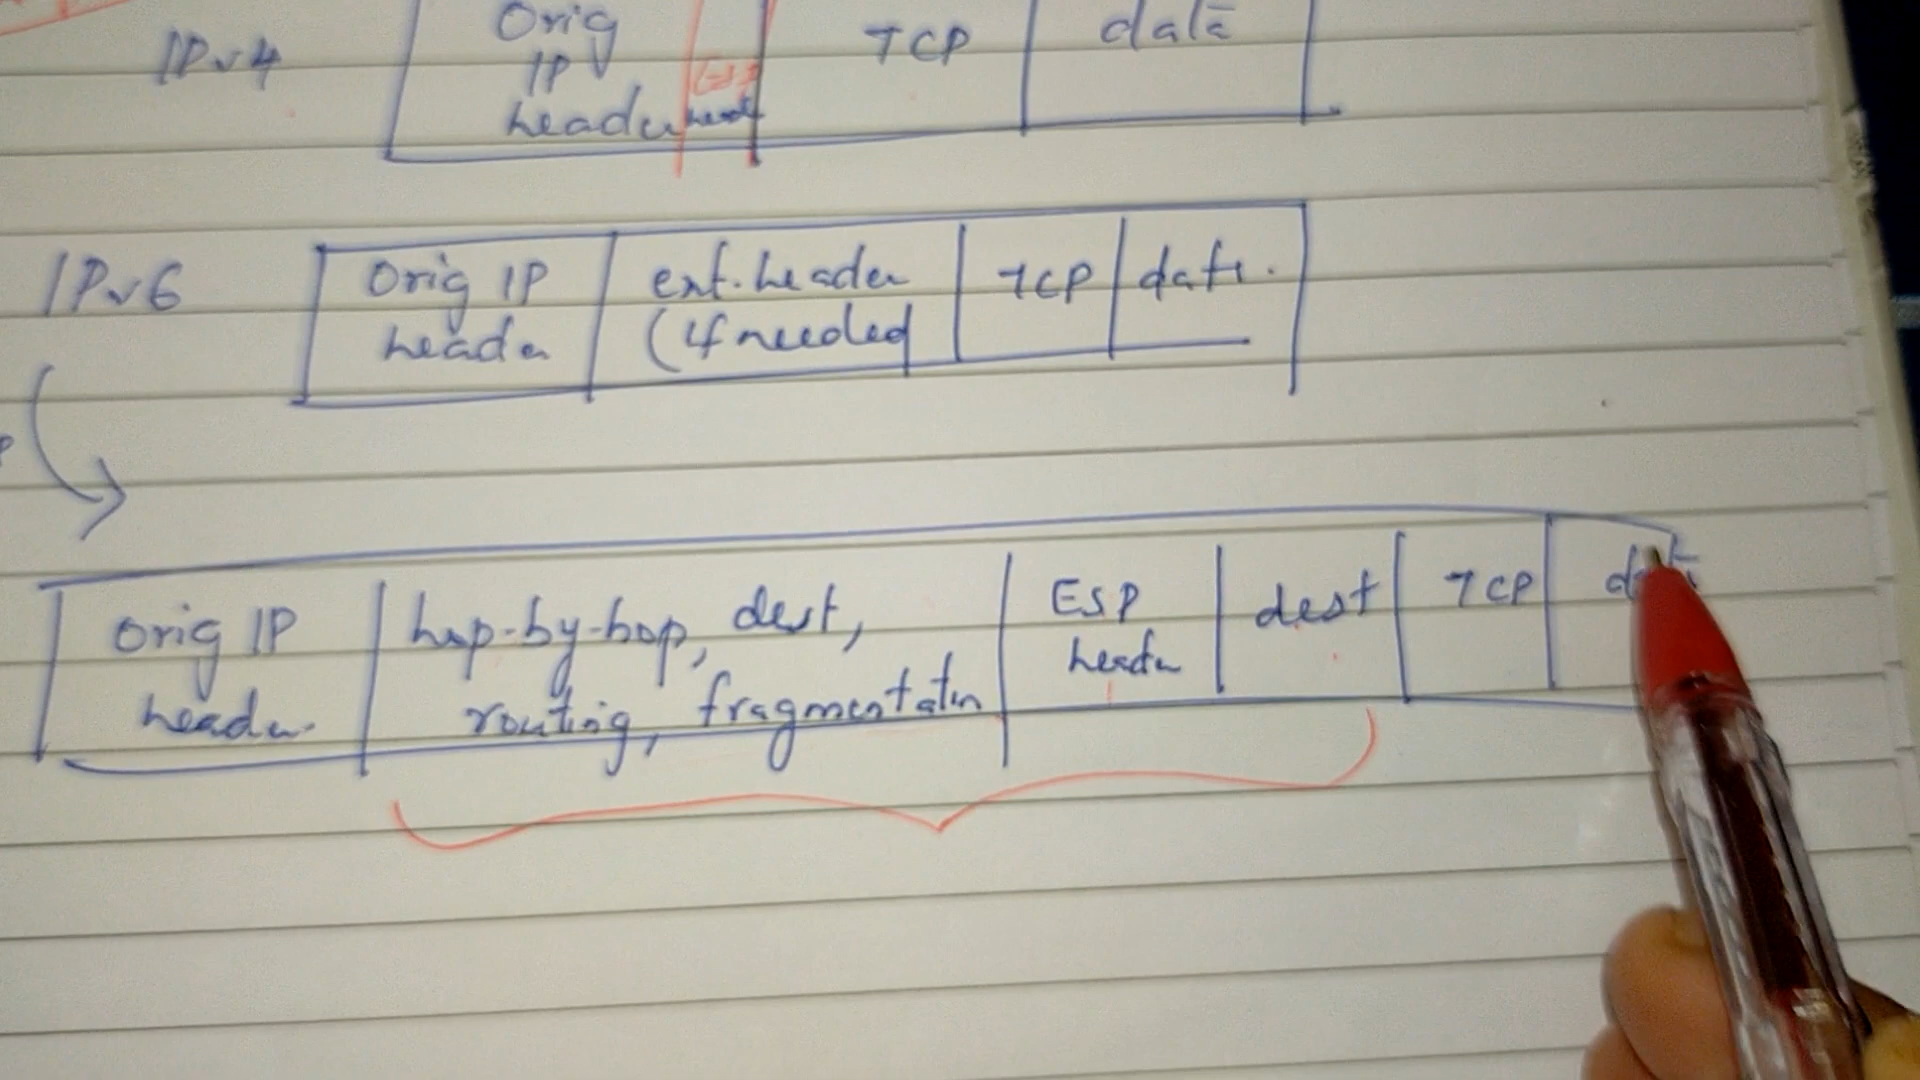 IPv4
Orig
IP
header
TCP
data
IPv6
Orig IP
header
ext. header
(if needed
TCP
data.
Orig IP
header.
hop-by-hop, dest,
routing, fragmentation
ESP
header
dest
TCP